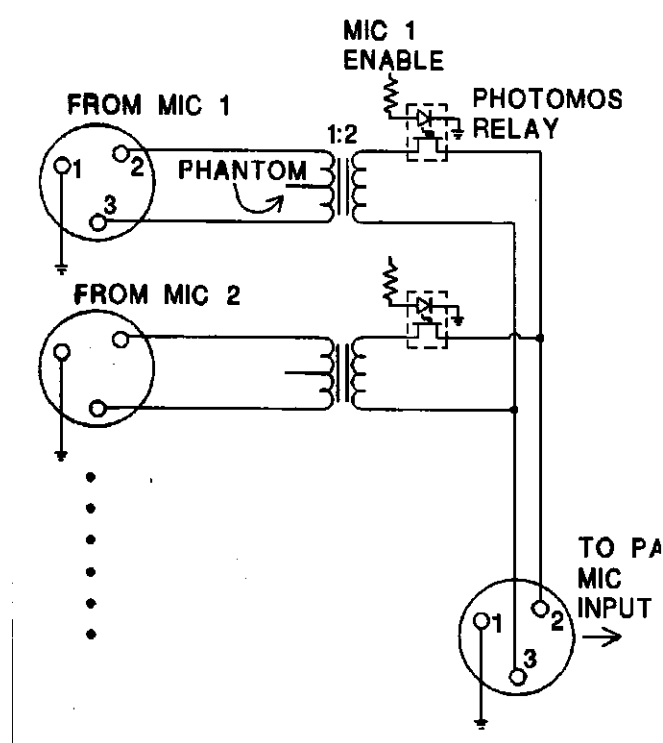 MIC 1
ENABLE
FROM MIC 1
PHOTOMOS
RELAY
1:2
1
2
3
PHANTOM
FROM MIC 2
TO PA
MIC
INPUT
1
2
3